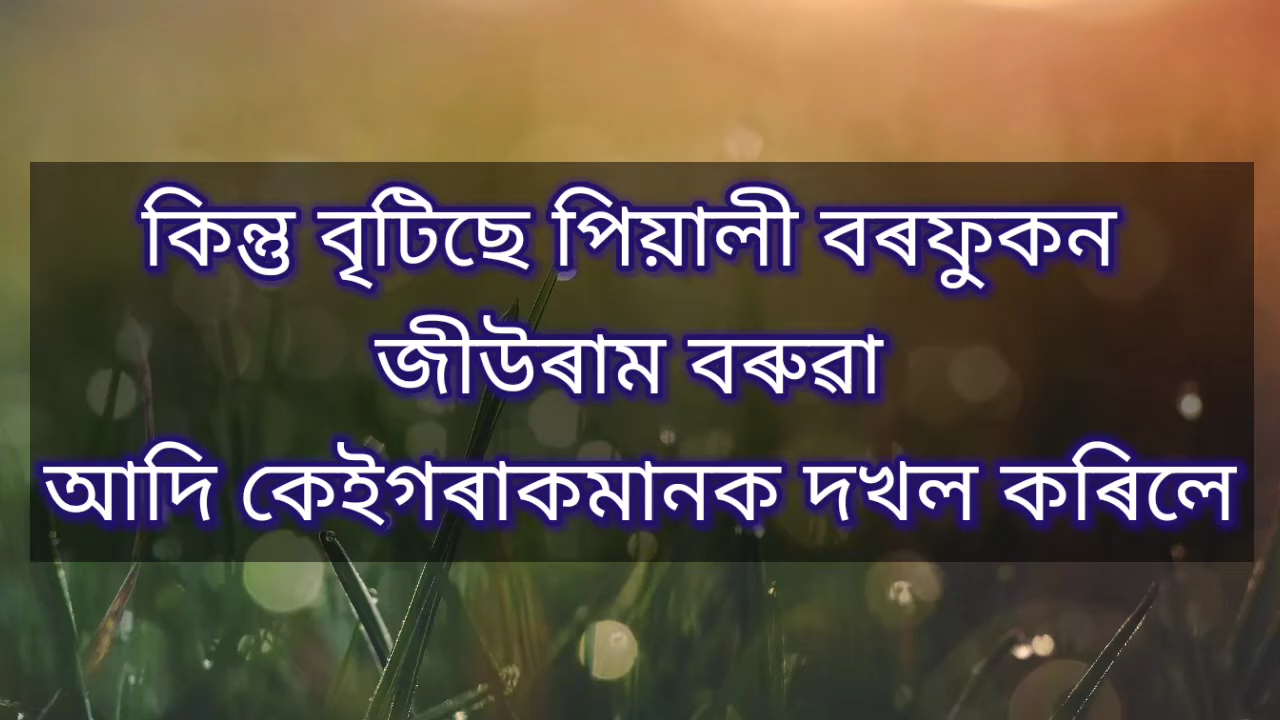 কিন্তু বৃটিছে পিয়ালী বৰফুকন
জীউৰাম বৰুৱা
আদি কেইগৰাকমানক দখল কৰিলে